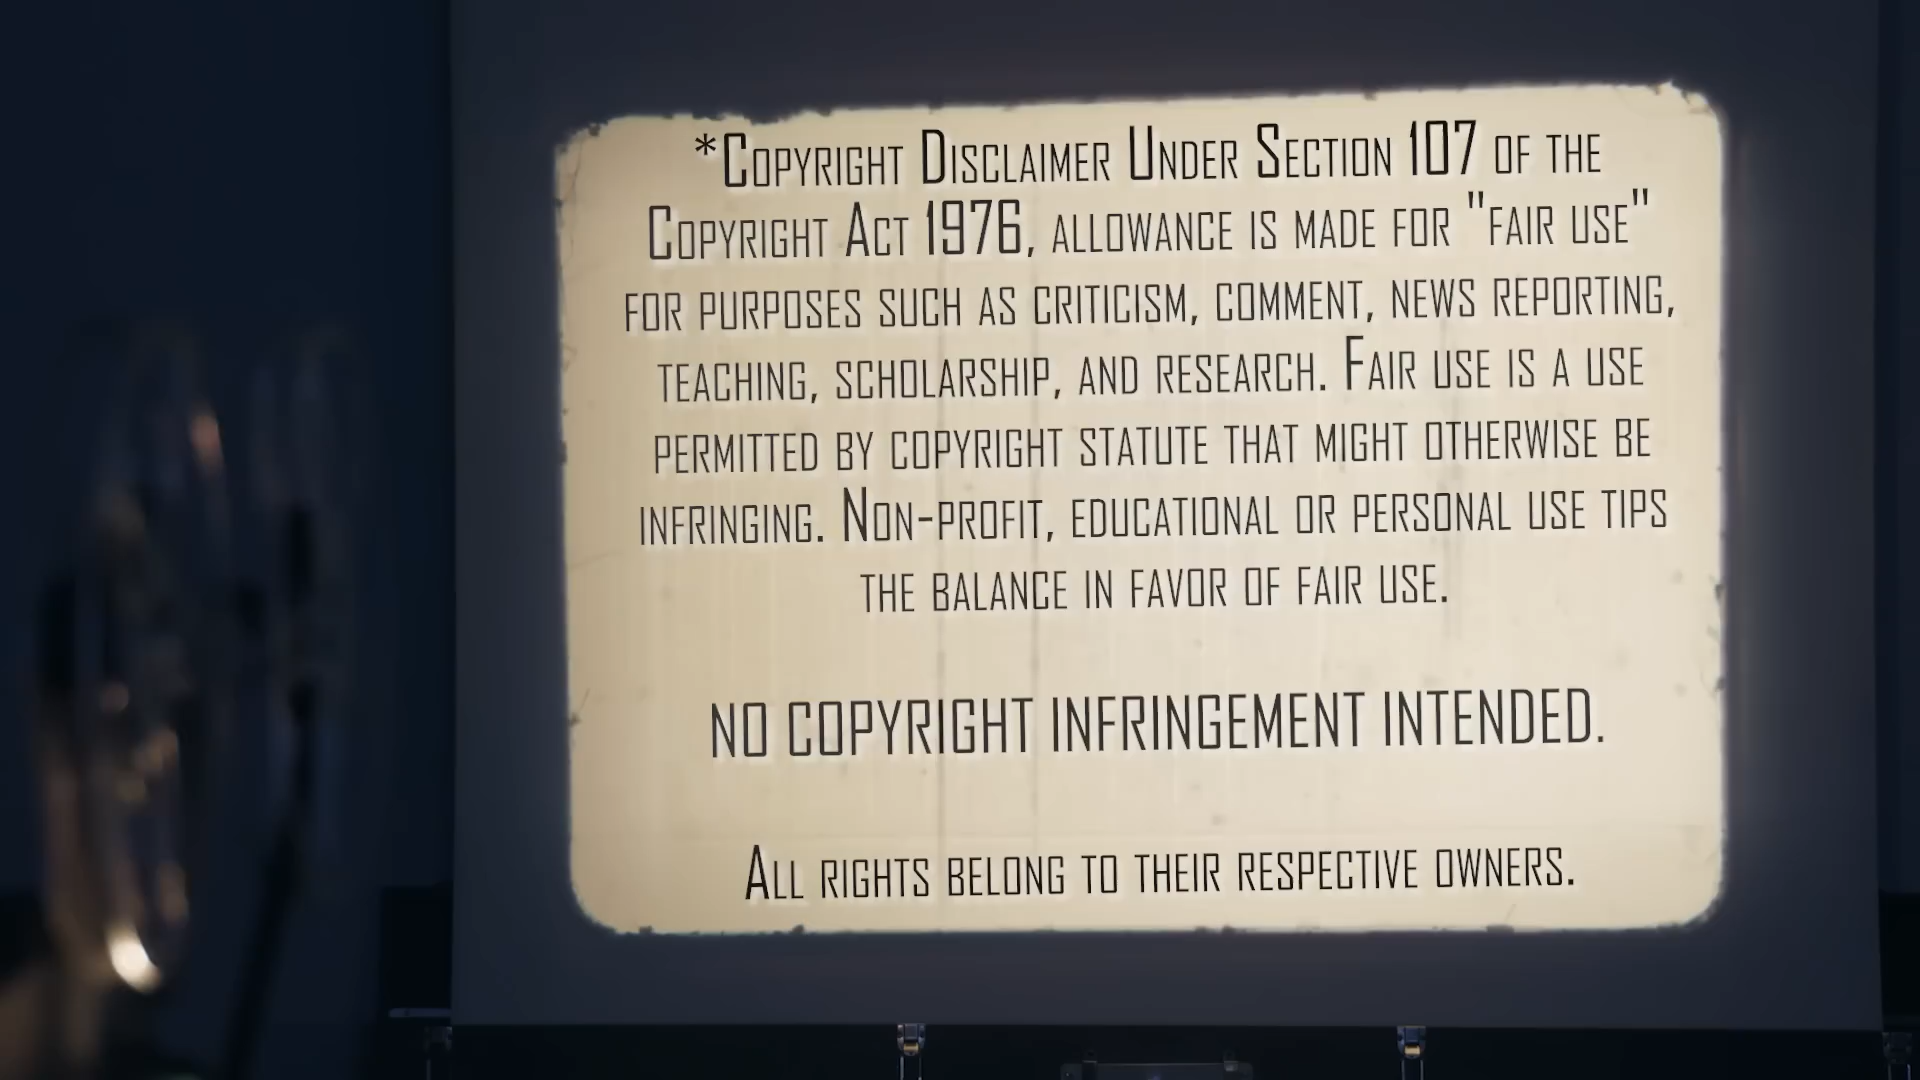 *Copyright Disclaimer Under Section 107 of the
Copyright Act 1976, allowance is made for "fair use"
for purposes such as criticism, comment, news reporting,
teaching, scholarship, and research. Fair use is a use
permitted by copyright statute that might otherwise be
infringing. Non-profit, educational or personal use tips
the balance in favor of fair use.
NO COPYRIGHT INFRINGEMENT INTENDED.
All rights belong to their respective owners.